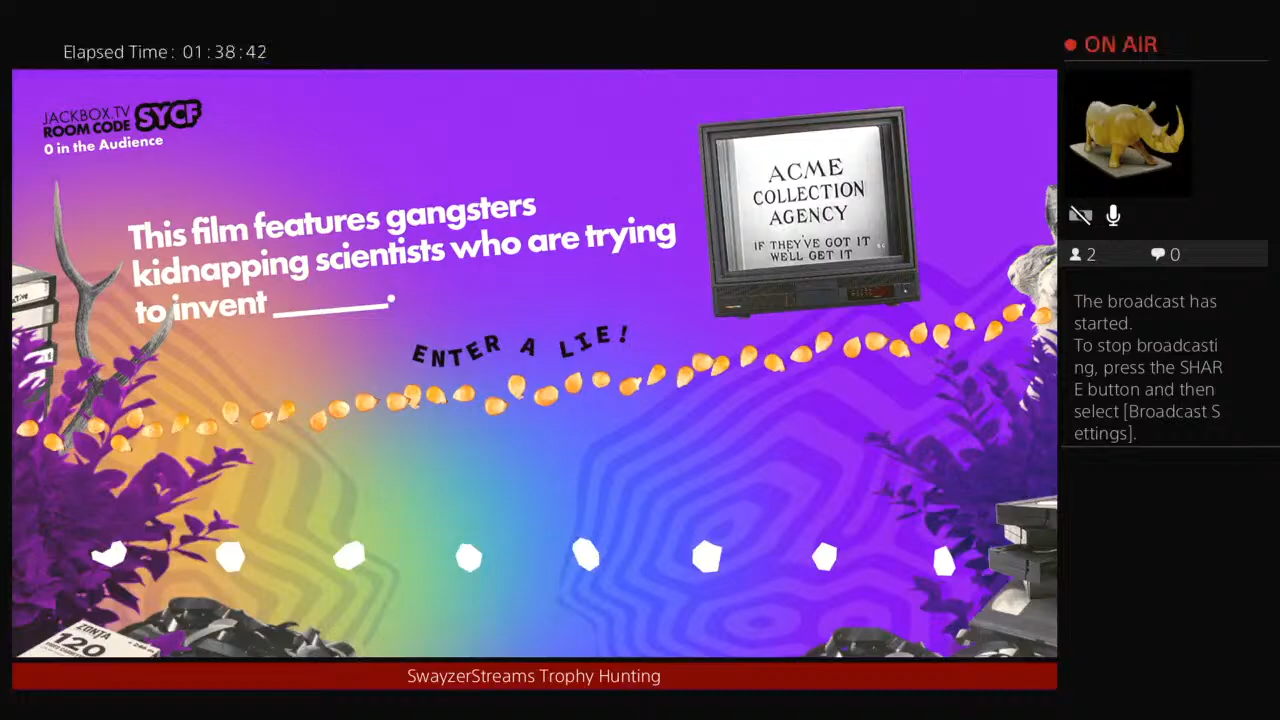 Elapsed Time: 01:38:42
ON AIR
JACKBOX.TV
ROOM CODE SYCF
0 in the Audience
This film features gangsters
kidnapping scientists who are trying
to invent ________.
ENTER A LIE!
ACME
COLLECTION
AGENCY
IF THEY'VE GOT IT
WE'LL GET IT
CC
2
0
The broadcast has
started.
To stop broadcasti
ng, press the SHAR
E button and then
select [Broadcast S
ettings].
ZONTA
120
SwayzerStreams Trophy Hunting